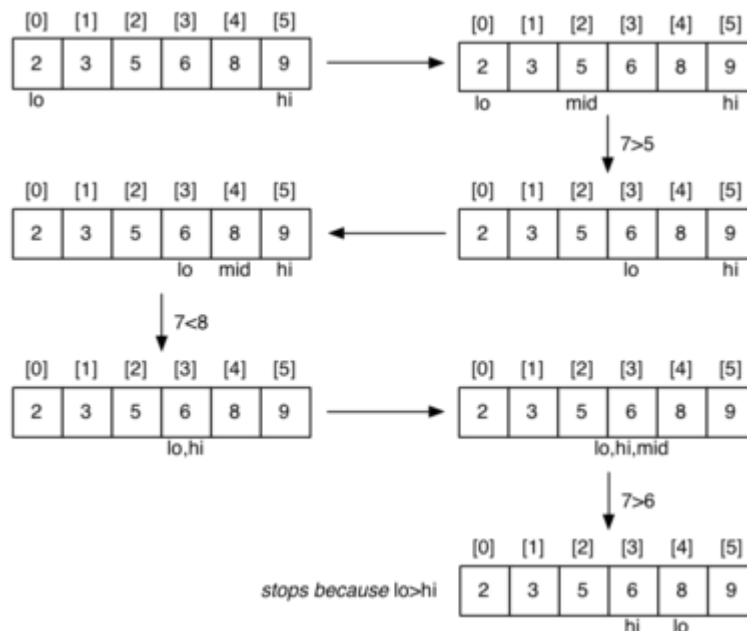 [0] [1] [2] [3] [4] [5]
2 3 5 6 8 9
lo hi
[0] [1] [2] [3] [4] [5]
2 3 5 6 8 9
lo mid hi
7>5
[0] [1] [2] [3] [4] [5]
2 3 5 6 8 9
lo hi
[0] [1] [2] [3] [4] [5]
2 3 5 6 8 9
lo mid hi
7<8
[0] [1] [2] [3] [4] [5]
2 3 5 6 8 9
lo,hi
[0] [1] [2] [3] [4] [5]
2 3 5 6 8 9
lo,hi,mid
7>6
[0] [1] [2] [3] [4] [5]
stops because lo>hi
2 3 5 6 8 9
hi lo